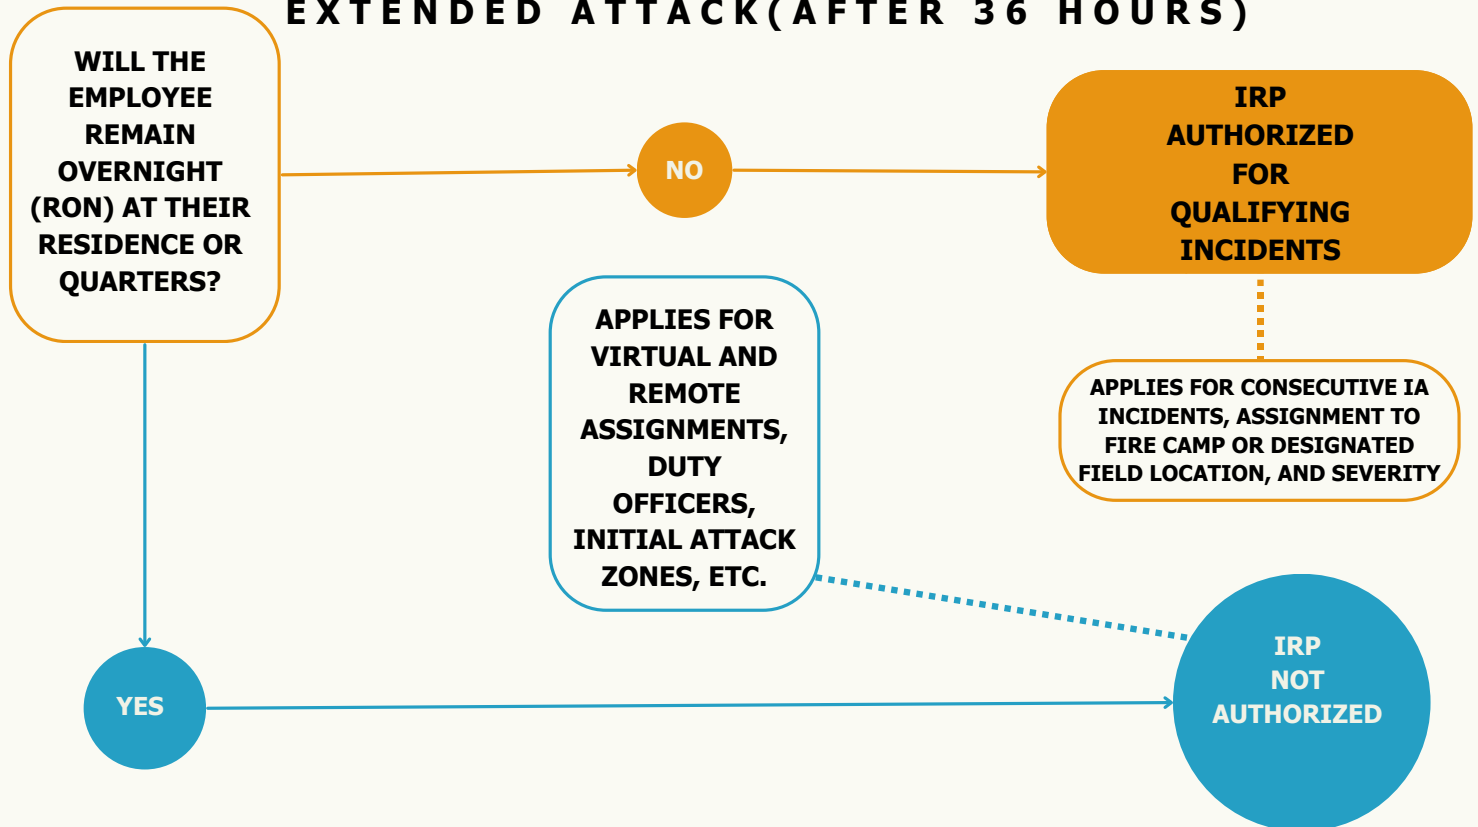 EXTENDED ATTACK(AFTER 36 HOURS)
WILL THE
EMPLOYEE
REMAIN
OVERNIGHT
(RON) AT THEIR
RESIDENCE OR
QUARTERS?
NO
IRP
AUTHORIZED
FOR
QUALIFYING
INCIDENTS
APPLIES FOR
VIRTUAL AND
REMOTE
ASSIGNMENTS,
DUTY
OFFICERS,
INITIAL ATTACK
ZONES, ETC.
APPLIES FOR CONSECUTIVE IA
INCIDENTS, ASSIGNMENT TO
FIRE CAMP OR DESIGNATED
FIELD LOCATION, AND SEVERITY
YES
IRP
NOT
AUTHORIZED